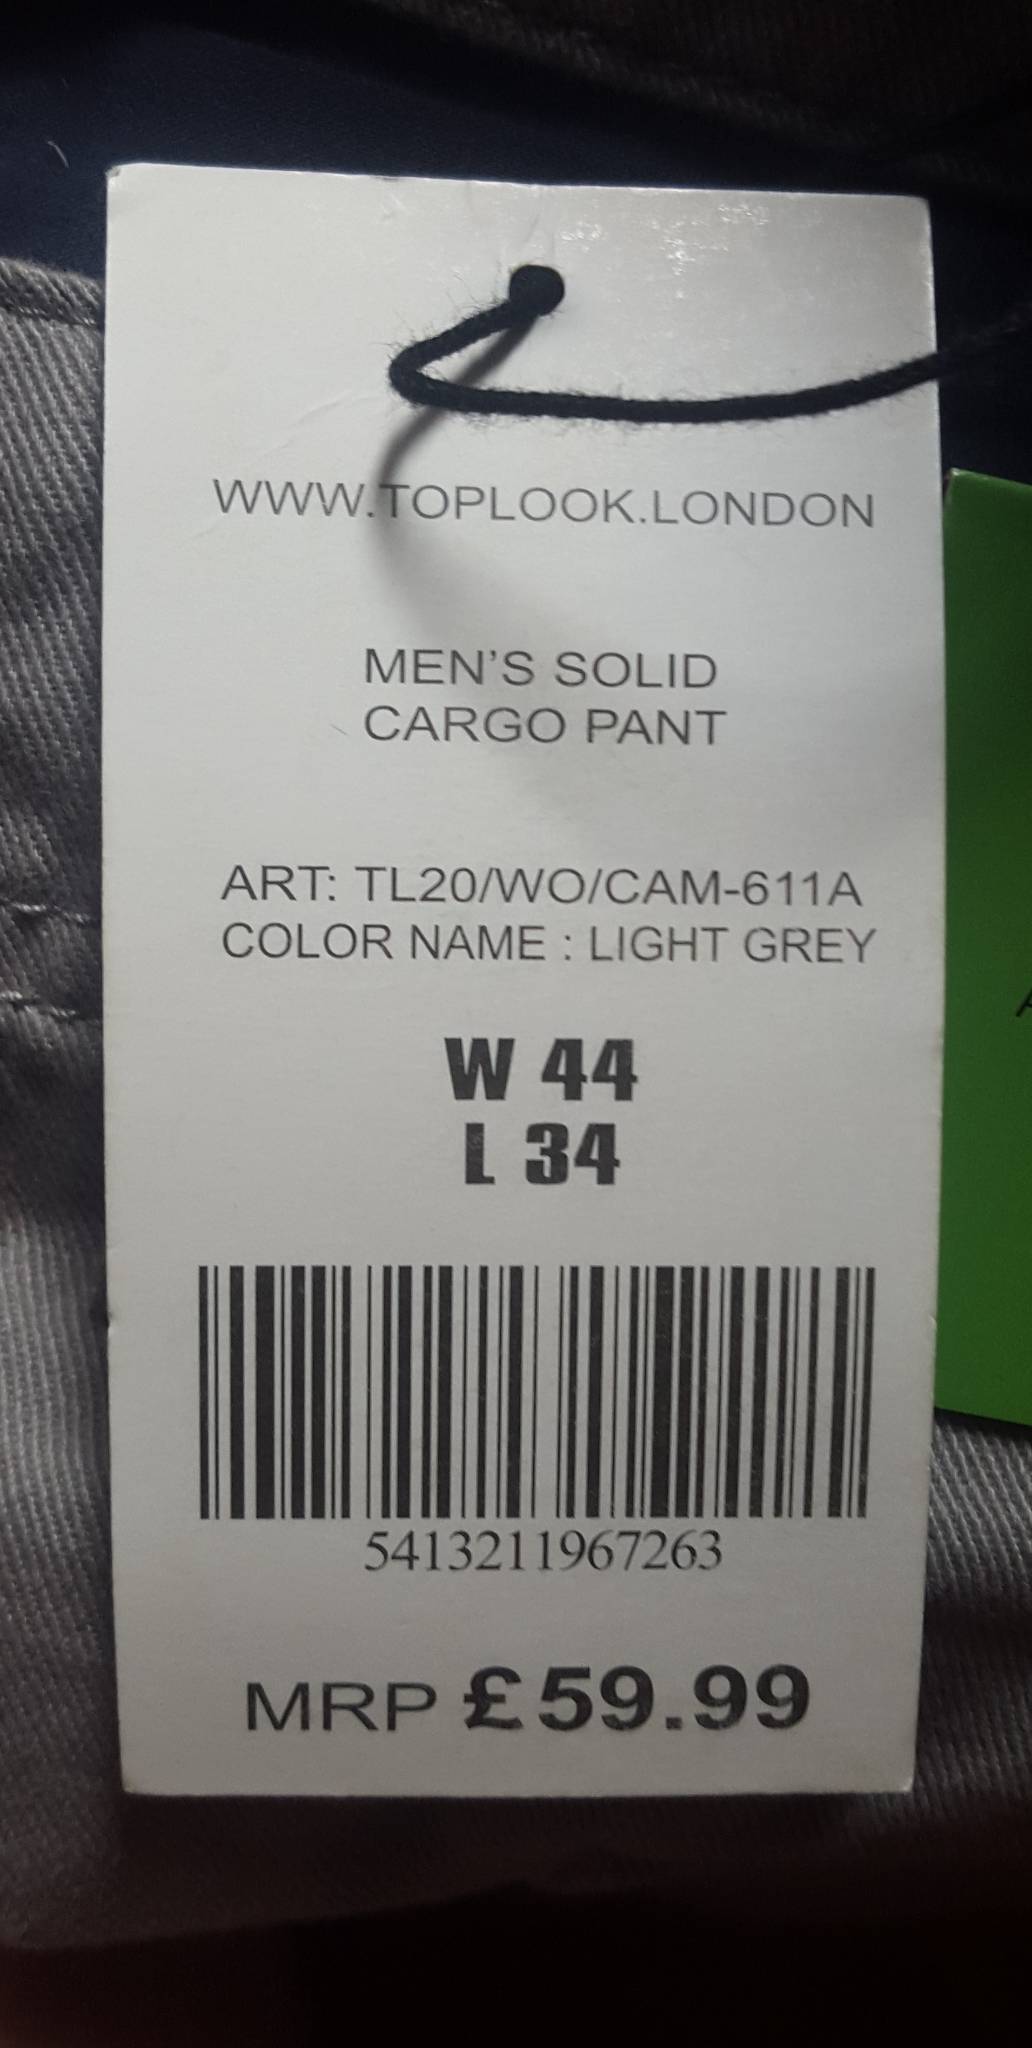 WWW.TOPLOOK.LONDON
MEN'S SOLID
CARGO PANT
ART: TL20/WO/CAM-611A
COLOR NAME : LIGHT GREY
W 44
L 34
5413211967263
MRP £59.99